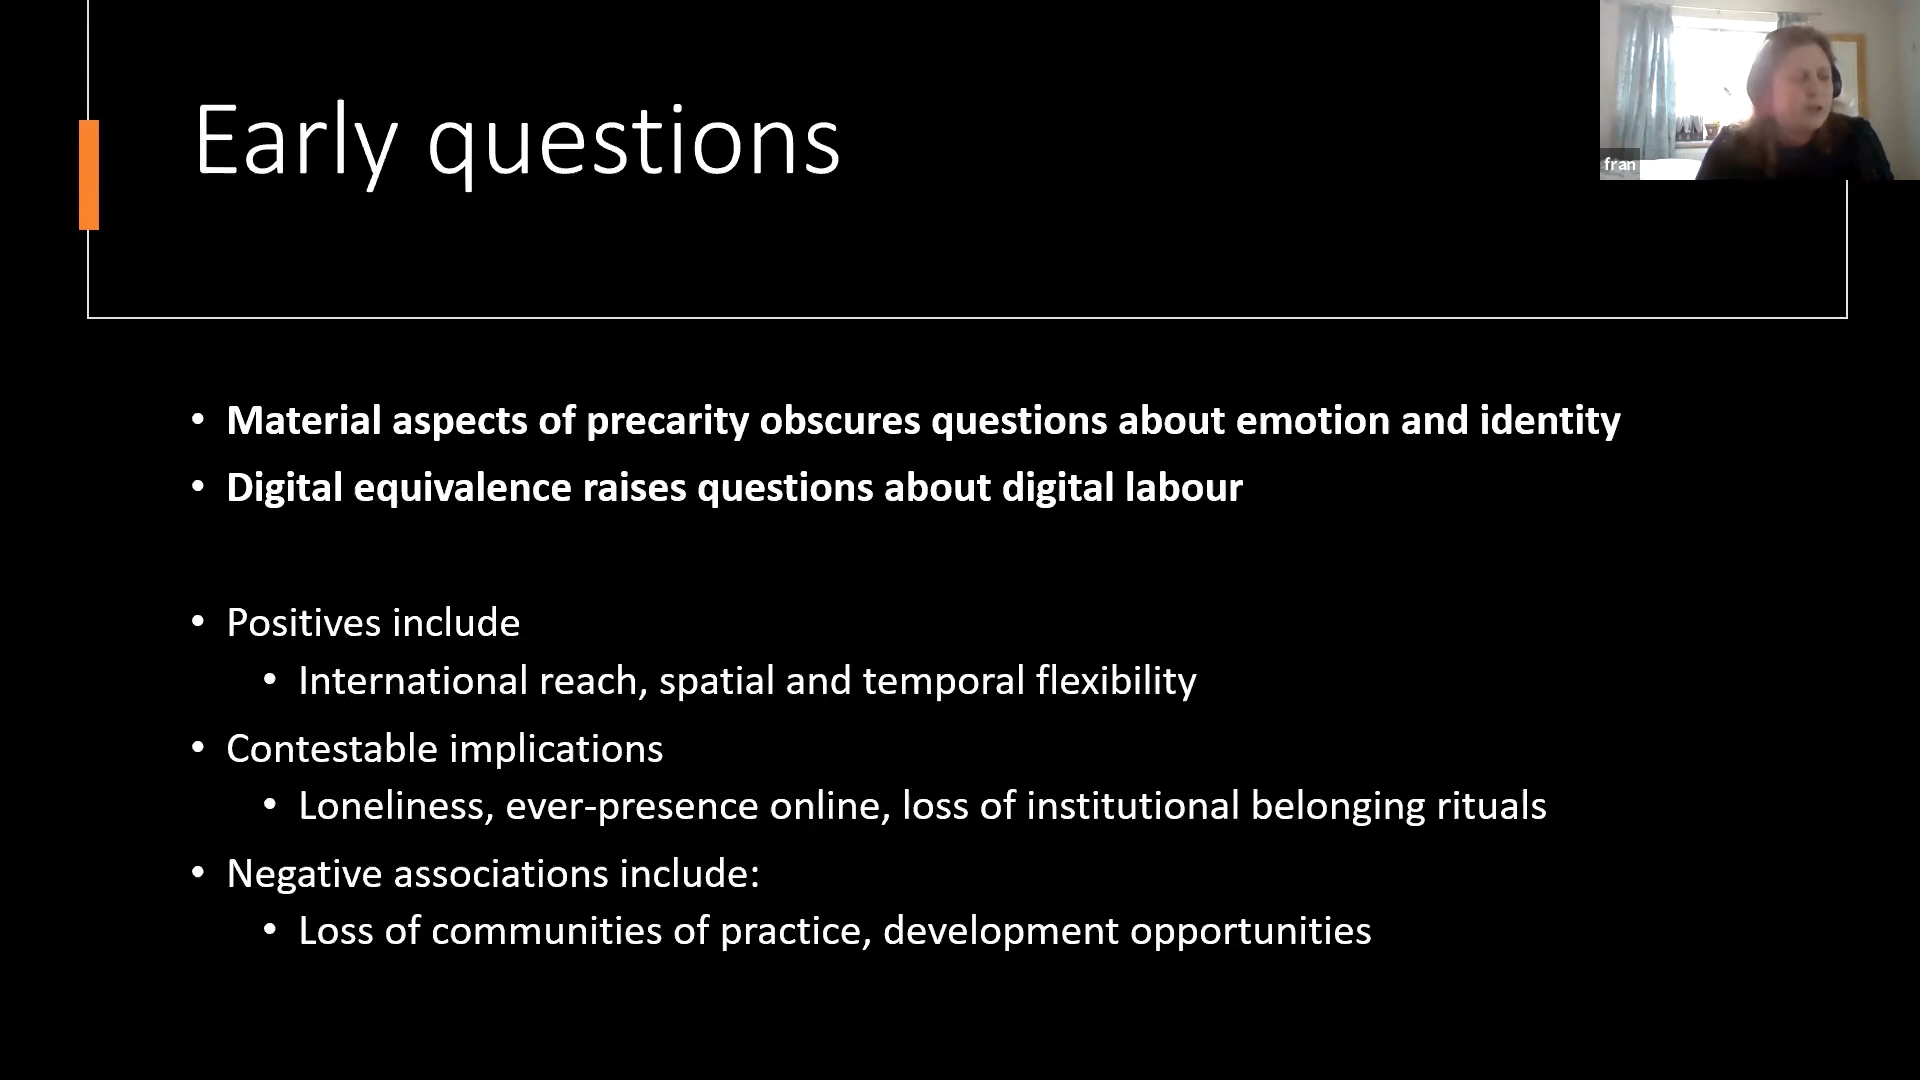 Early questions
fran
• Material aspects of precarity obscures questions about emotion and identity
• Digital equivalence raises questions about digital labour
• Positives include
• International reach, spatial and temporal flexibility
• Contestable implications
• Loneliness, ever-presence online, loss of institutional belonging rituals
• Negative associations include:
• Loss of communities of practice, development opportunities